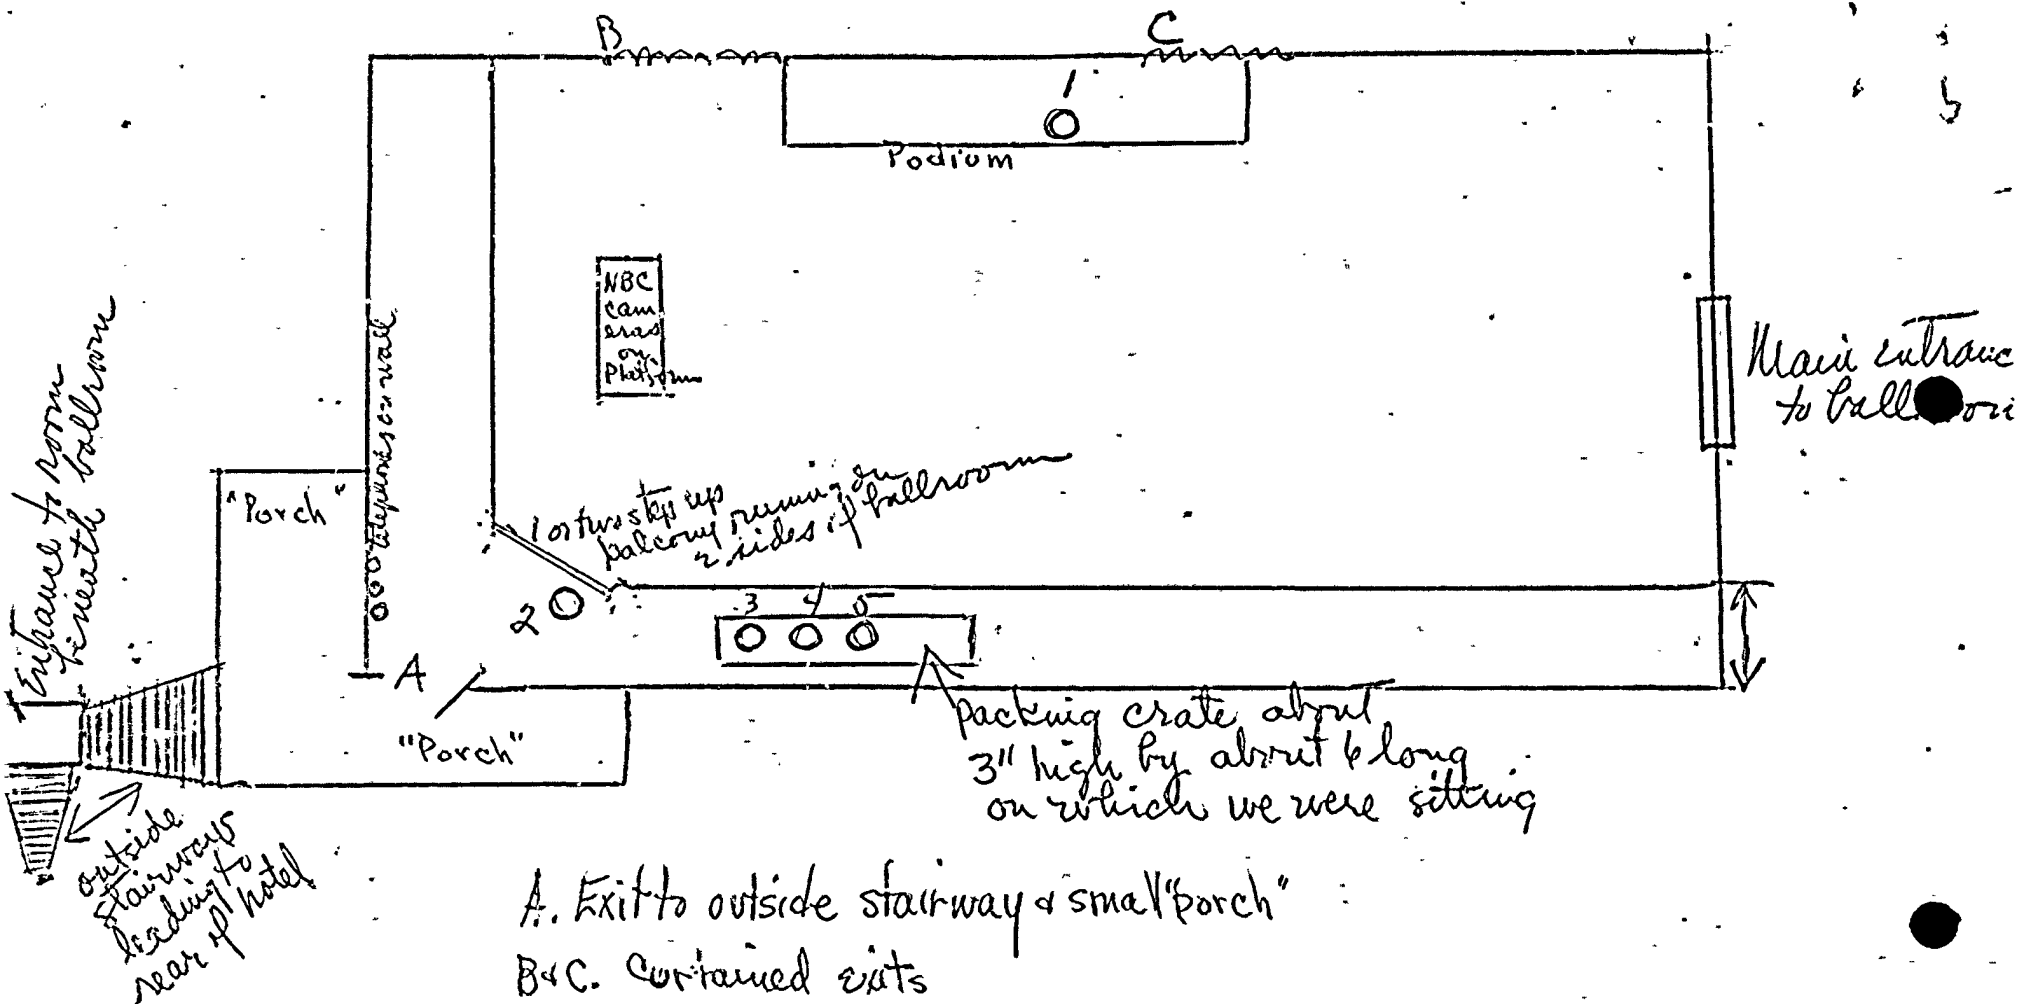 B
C
1
Podium
NBC
cam
eras
on
Platform
telephones on wall
Main entranc
to ball
Entrance to room
beneath ballroom
"Porch"
1 or two steps up
balcony running on
2 sides of ballroom
2
3 4 5
A
"Porch"
packing crate about
3" high by about 6 long
on which we were sitting
outside
stairways
leading to
rear of hotel
A. Exit to outside stairway & small "porch"
B&C. Curtained exits